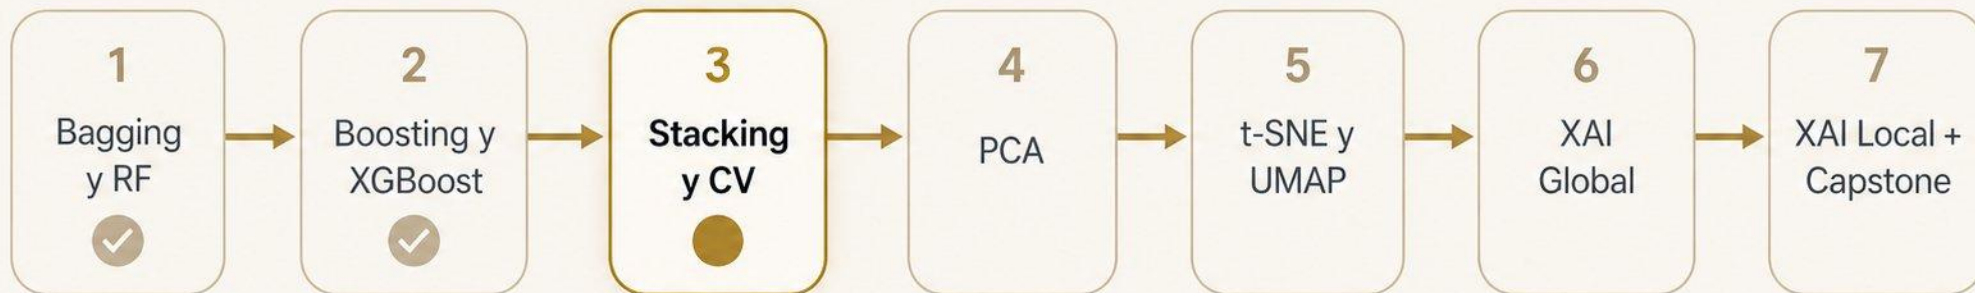 1
Bagging
y RF
2
Boosting y
XGBoost
3
Stacking
y CV
4
PCA
5
t-SNE y
UMAP
6
XAI
Global
7
XAI Local +
Capstone